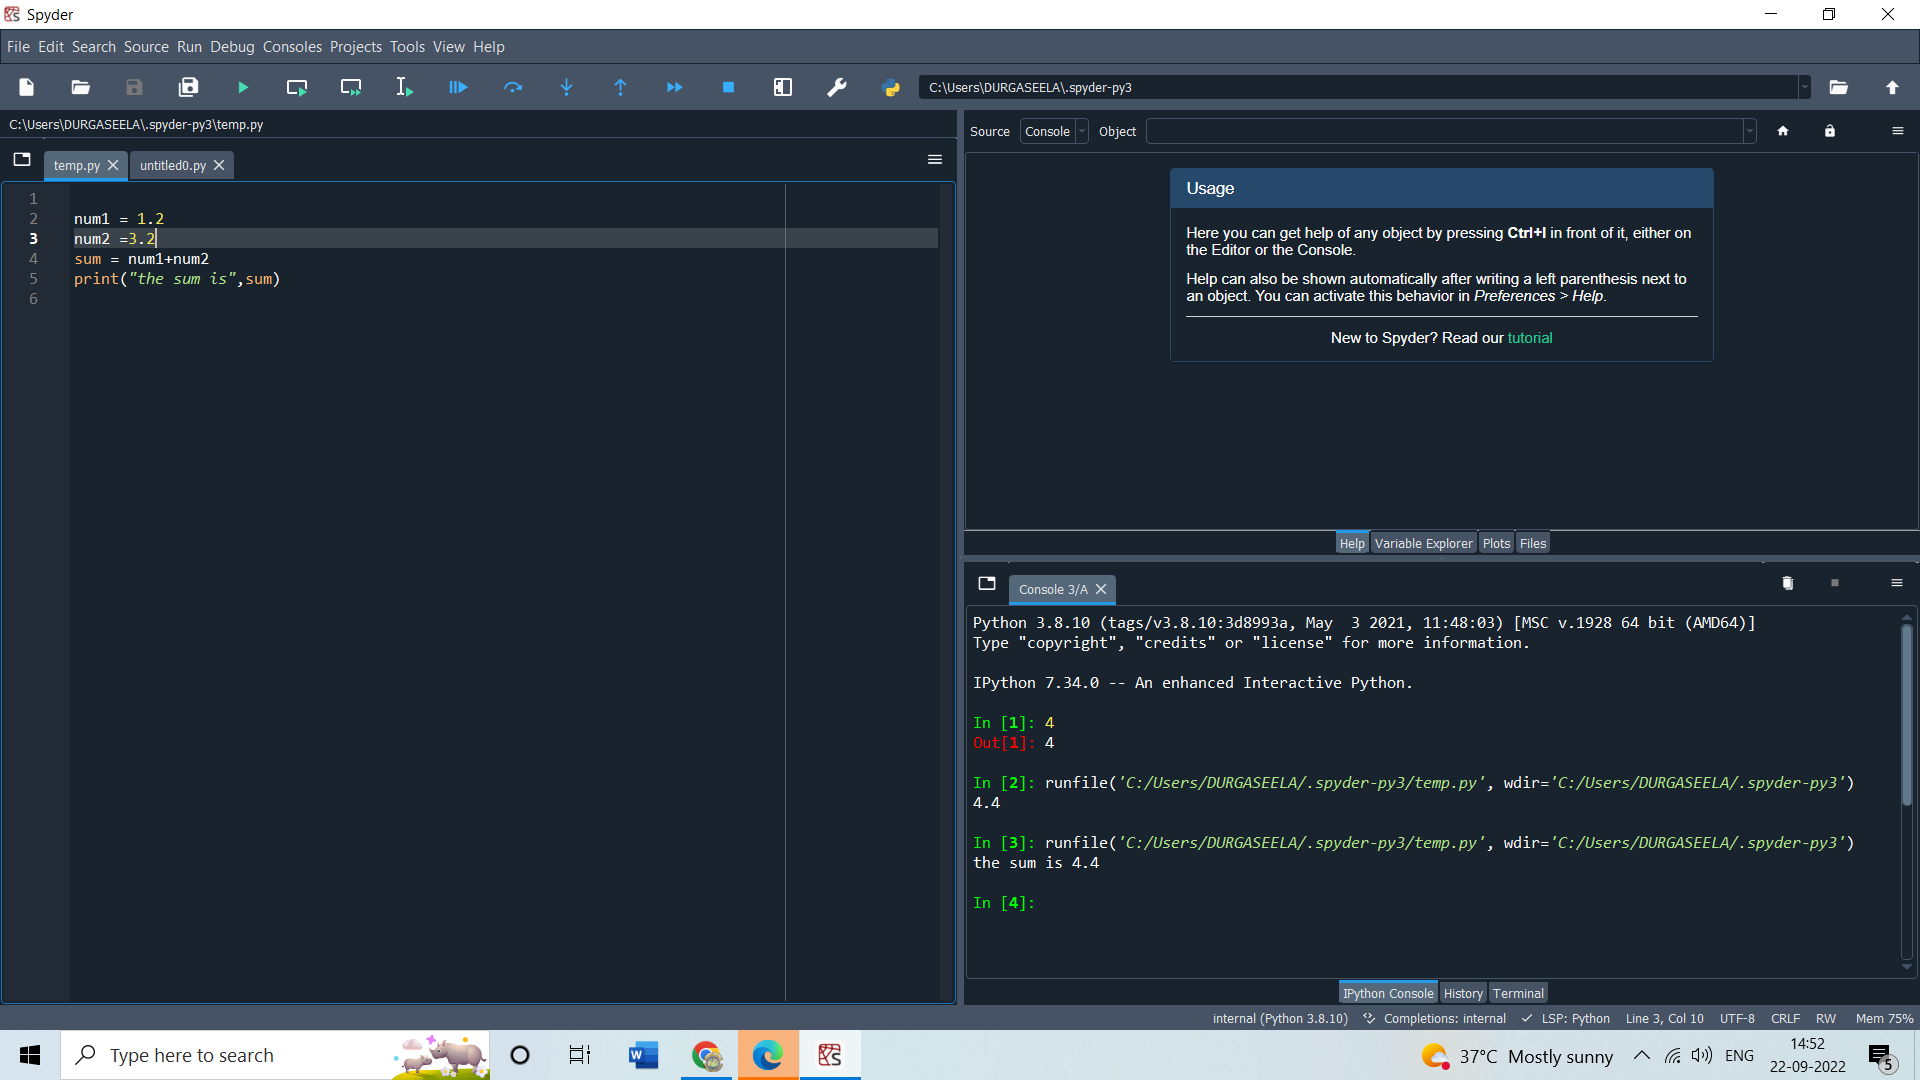 Spyder
File Edit Search Source Run Debug Consoles Projects Tools View Help
C:\Users\DURGASEELA\.spyder-py3
C:\Users\DURGASEELA\.spyder-py3\temp.py
temp.py
untitled0.py
1
2 num1 = 1.2
3 num2 =3.2
4 sum = num1+num2
5 print("the sum is",sum)
6
Source Console Object
Usage
Here you can get help of any object by pressing Ctrl+I in front of it, either on
the Editor or the Console.
Help can also be shown automatically after writing a left parenthesis next to
an object. You can activate this behavior in Preferences > Help.
New to Spyder? Read our tutorial
Help Variable Explorer Plots Files
Console 3/A
Python 3.8.10 (tags/v3.8.10:3d8993a, May  3 2021, 11:48:03) [MSC v.1928 64 bit (AMD64)]
Type "copyright", "credits" or "license" for more information.
IPython 7.34.0 -- An enhanced Interactive Python.
In [1]: 4
Out[1]: 4
In [2]: runfile('C:/Users/DURGASEELA/.spyder-py3/temp.py', wdir='C:/Users/DURGASEELA/.spyder-py3')
4.4
In [3]: runfile('C:/Users/DURGASEELA/.spyder-py3/temp.py', wdir='C:/Users/DURGASEELA/.spyder-py3')
the sum is 4.4
In [4]:
IPython Console History Terminal
internal (Python 3.8.10) Completions: internal LSP: Python Line 3, Col 10 UTF-8 CRLF RW Mem 75%
Type here to search
W
37°C Mostly sunny
ENG
14:52
22-09-2022
5